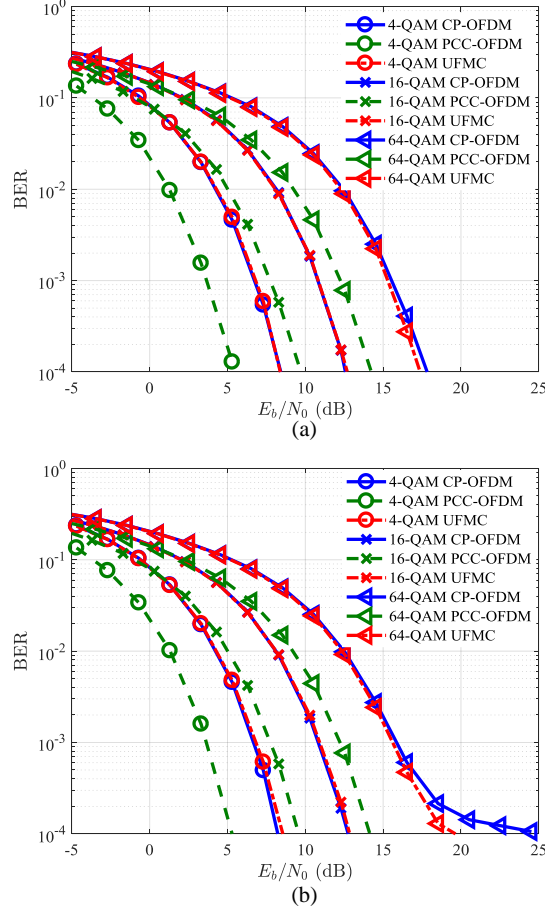 10^0
10^-1
10^-2
10^-3
10^-4
BER
4-QAM CP-OFDM
4-QAM PCC-OFDM
4-QAM UFMC
16-QAM CP-OFDM
16-QAM PCC-OFDM
16-QAM UFMC
64-QAM CP-OFDM
64-QAM PCC-OFDM
64-QAM UFMC
-5 0 5 10 15 20 25
E_b/N_0 (dB)
(a)
10^0
10^-1
10^-2
10^-3
10^-4
BER
4-QAM CP-OFDM
4-QAM PCC-OFDM
4-QAM UFMC
16-QAM CP-OFDM
16-QAM PCC-OFDM
16-QAM UFMC
64-QAM CP-OFDM
64-QAM PCC-OFDM
64-QAM UFMC
-5 0 5 10 15 20 25
E_b/N_0 (dB)
(b)